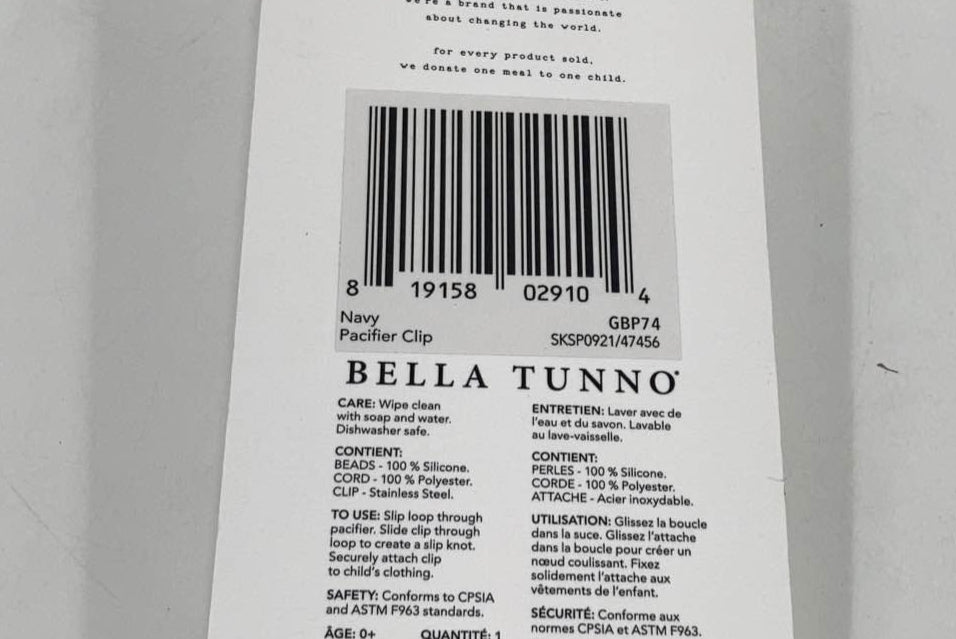 we're a brand that is passionate
about changing the world.
for every product sold,
we donate one meal to one child.
8 19158 02910 4
Navy GBP74
Pacifier Clip SKSP0921/47456
BELLA TUNNO
CARE: Wipe clean
with soap and water.
Dishwasher safe.
CONTIENT:
BEADS - 100 % Silicone.
CORD - 100 % Polyester.
CLIP - Stainless Steel.
TO USE: Slip loop through
pacifier. Slide clip through
loop to create a slip knot.
Securely attach clip
to child's clothing.
SAFETY: Conforms to CPSIA
and ASTM F963 standards.
ÂGE: 0+ QUANTITÉ: 1
ENTRETIEN: Laver avec de
l'eau et du savon. Lavable
au lave-vaisselle.
CONTIENT:
PERLES - 100 % Silicone.
CORDE - 100 % Polyester.
ATTACHE - Acier inoxydable.
UTILISATION: Glissez la boucle
dans la suce. Glissez l'attache
dans la boucle pour créer un
nœud coulissant. Fixez
solidement l'attache aux
vêtements de l'enfant.
SÉCURITÉ: Conforme aux
normes CPSIA et ASTM F963.